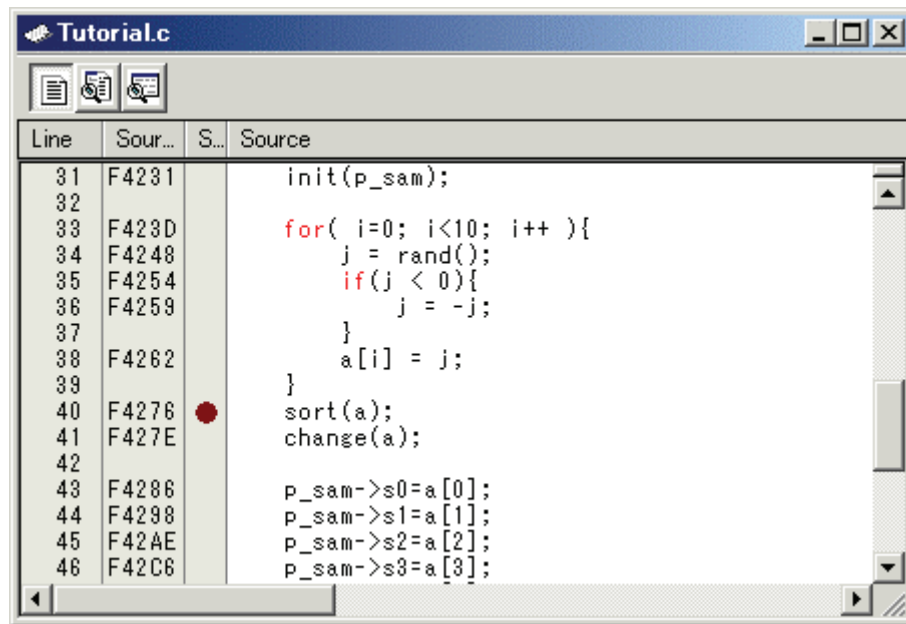 Tutorial.c
Line Sour... S... Source
31 F4231 init(p_sam);
32
33 F423D for( i=0; i<10; i++ ){
34 F4248 j = rand();
35 F4254 if(j < 0){
36 F4259 j = -j;
37 }
38 F4262 a[i] = j;
39 }
40 F4276 sort(a);
41 F427E change(a);
42
43 F4286 p_sam->s0=a[0];
44 F4298 p_sam->s1=a[1];
45 F42AE p_sam->s2=a[2];
46 F42C6 p_sam->s3=a[3];